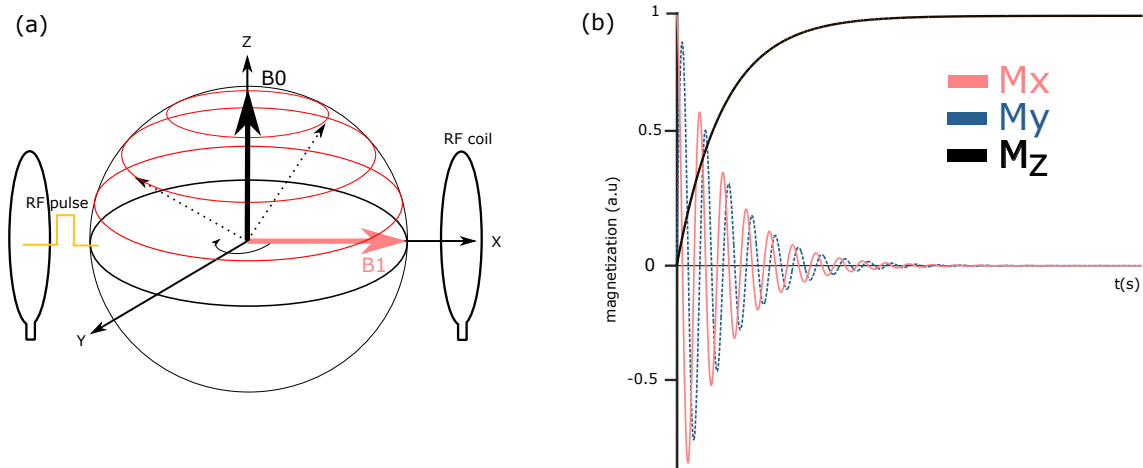 (a)
Z
B0
RF coil
RF pulse
X
B1
Y
(b)
1
0.5
0
-0.5
magnetization (a.u)
t(s)
Mx
My
Mz